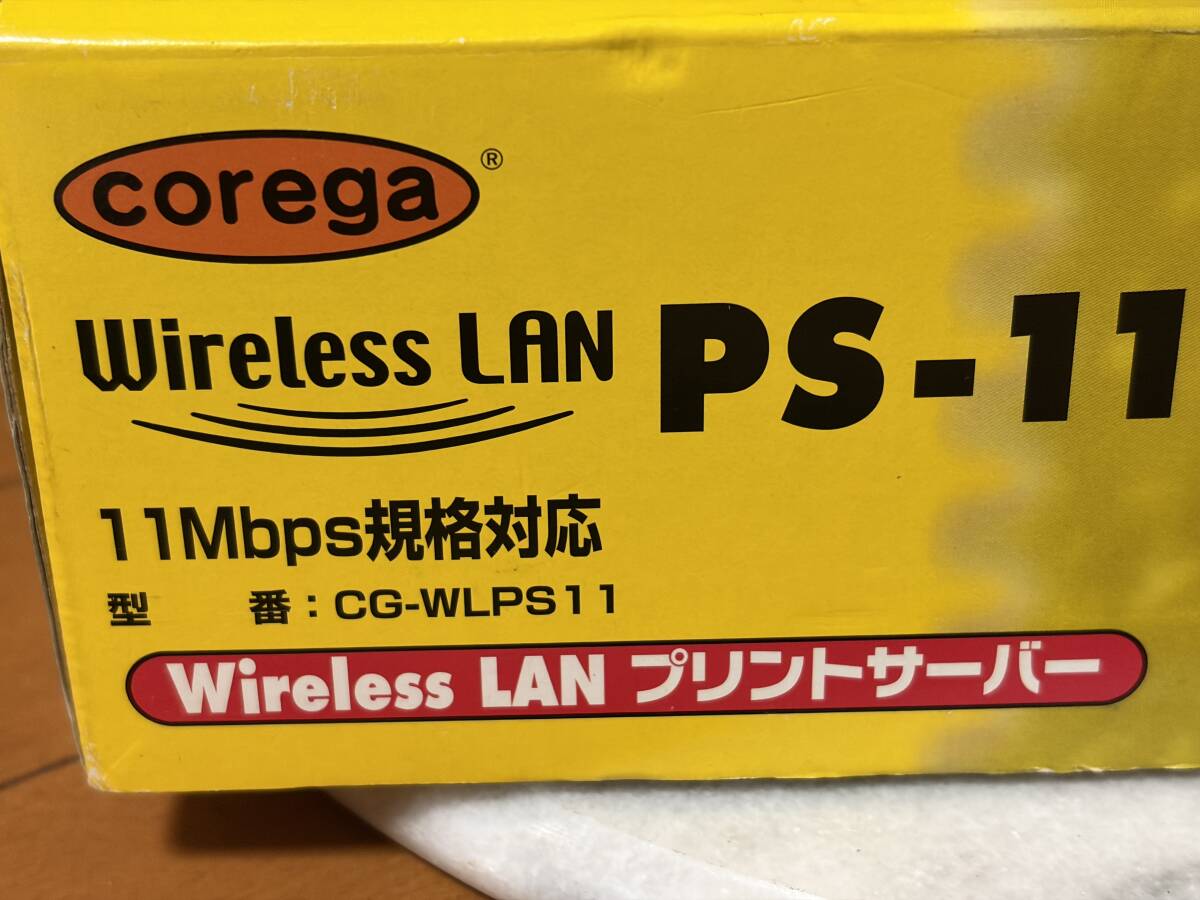 corega®
Wireless LAN PS-11
11Mbps規格対応
型 番：CG-WLPS11
Wireless LAN プリントサーバー